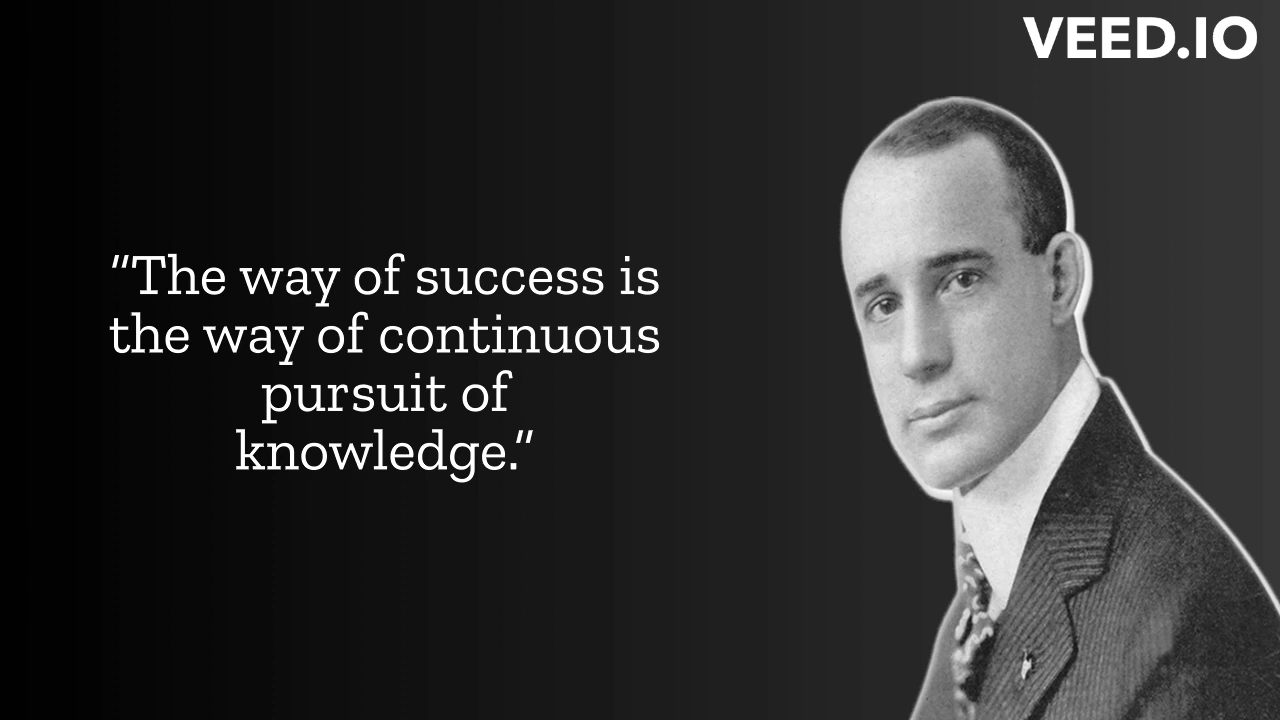 VEED.IO
“The way of success is
the way of continuous
pursuit of
knowledge.”